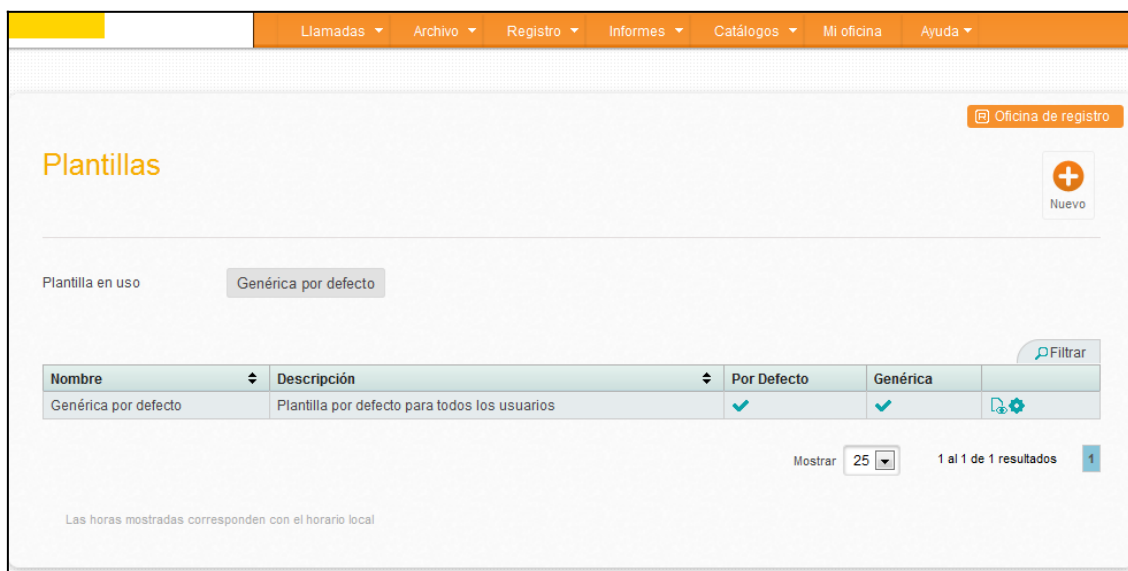 Llamadas Archivo Registro Informes Catálogos Mi oficina Ayuda
Oficina de registro
Plantillas
Nuevo
Plantilla en uso Genérica por defecto
Filtrar
Nombre Descripción Por Defecto Genérica
Genérica por defecto Plantilla por defecto para todos los usuarios
Mostrar 25 1 al 1 de 1 resultados 1
Las horas mostradas corresponden con el horario local